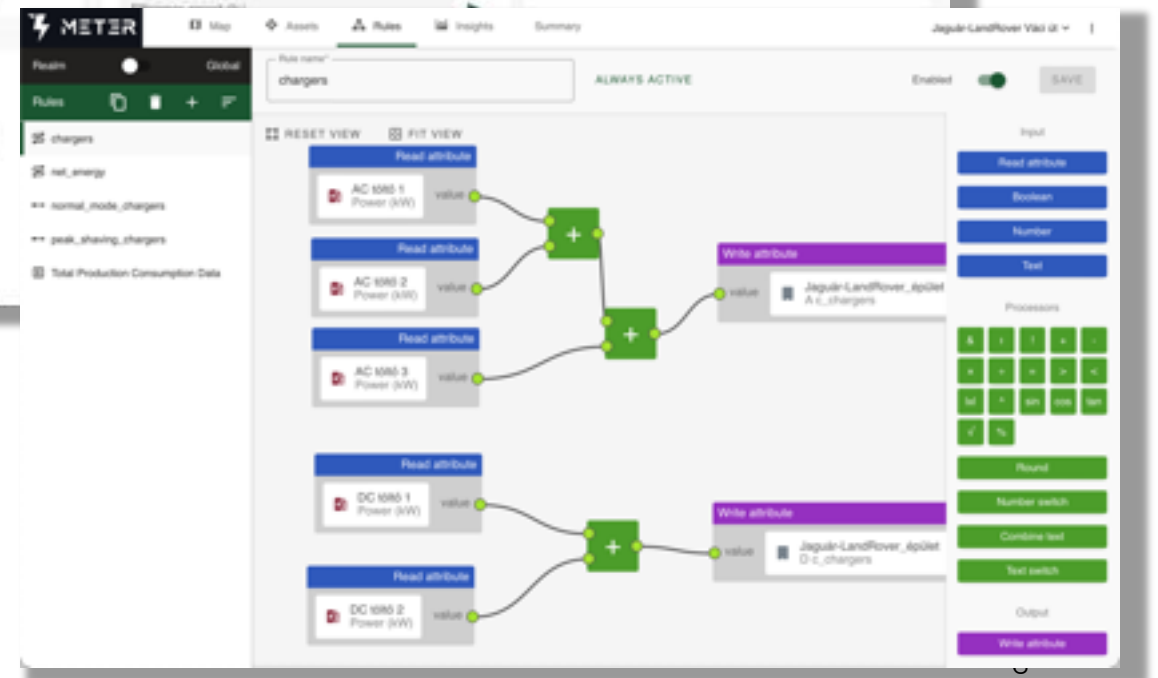 METER
Map
Assets
Rules
Insights
Summary
Jaguár-LandRover Váci út
Realm
Global
Rules
Rule name*
chargers
ALWAYS ACTIVE
Enabled
SAVE
chargers
net_energy
normal_mode_chargers
peak_shaving_chargers
Total Production Consumption Data
RESET VIEW
FIT VIEW
Read attribute
AC töltő 1
Power (kW)
value
Read attribute
AC töltő 2
Power (kW)
value
Read attribute
AC töltő 3
Power (kW)
value
+
+
Write attribute
value
Jaguár-LandRover_épület
A c_chargers
Read attribute
DC töltő 1
Power (kW)
value
Read attribute
DC töltő 2
Power (kW)
value
+
Write attribute
value
Jaguár-LandRover_épület
D c_chargers
Input
Read attribute
Boolean
Number
Text
Processors
& | ! + -
× ÷ = > <
|x| ^ sin cos tan
√ %
Round
Number switch
Combine text
Text switch
Output
Write attribute